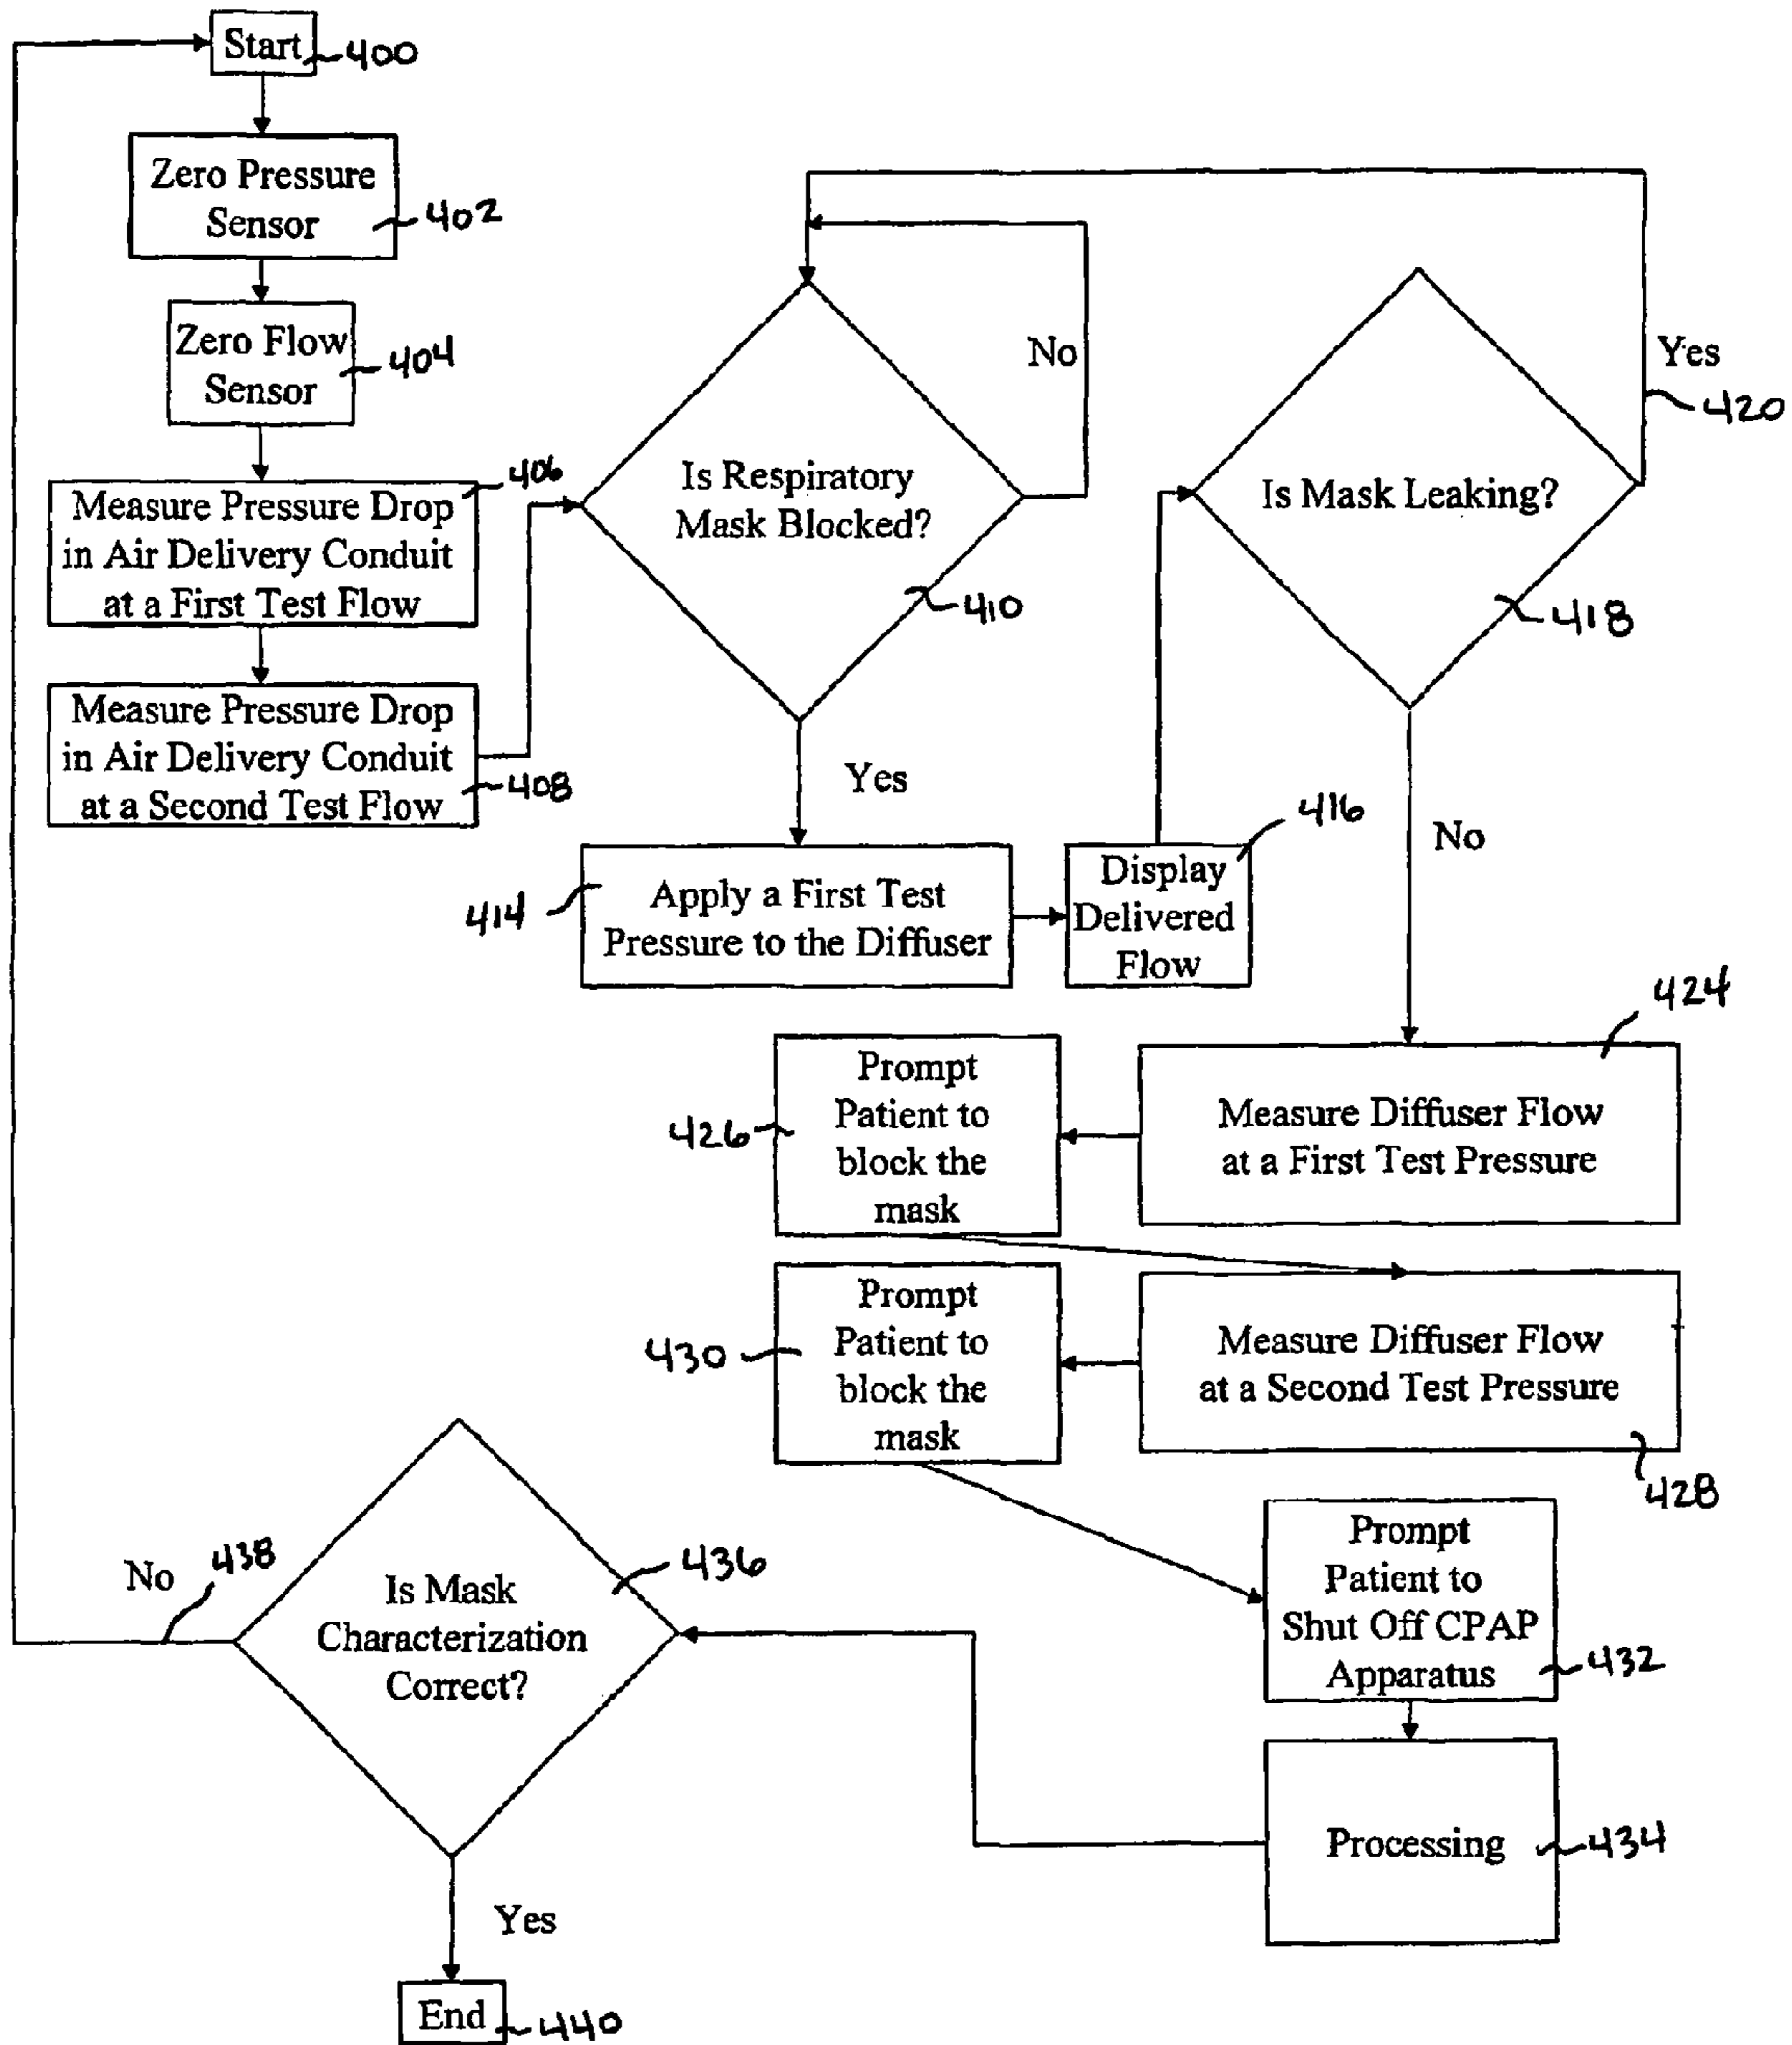 Start
400
Zero Pressure
Sensor
402
Zero Flow
Sensor
404
406
Measure Pressure Drop
in Air Delivery Conduit
at a First Test Flow
Measure Pressure Drop
in Air Delivery Conduit
at a Second Test Flow
408
Is Respiratory
Mask Blocked?
410
No
Yes
414
Apply a First Test
Pressure to the Diffuser
416
Display
Delivered
Flow
Is Mask Leaking?
418
Yes
420
No
424
Measure Diffuser Flow
at a First Test Pressure
426
Prompt
Patient to
block the
mask
Measure Diffuser Flow
at a Second Test Pressure
428
430
Prompt
Patient to
block the
mask
Prompt
Patient to
Shut Off CPAP
Apparatus
432
Processing
434
Is Mask
Characterization
Correct?
436
No
438
Yes
End
440